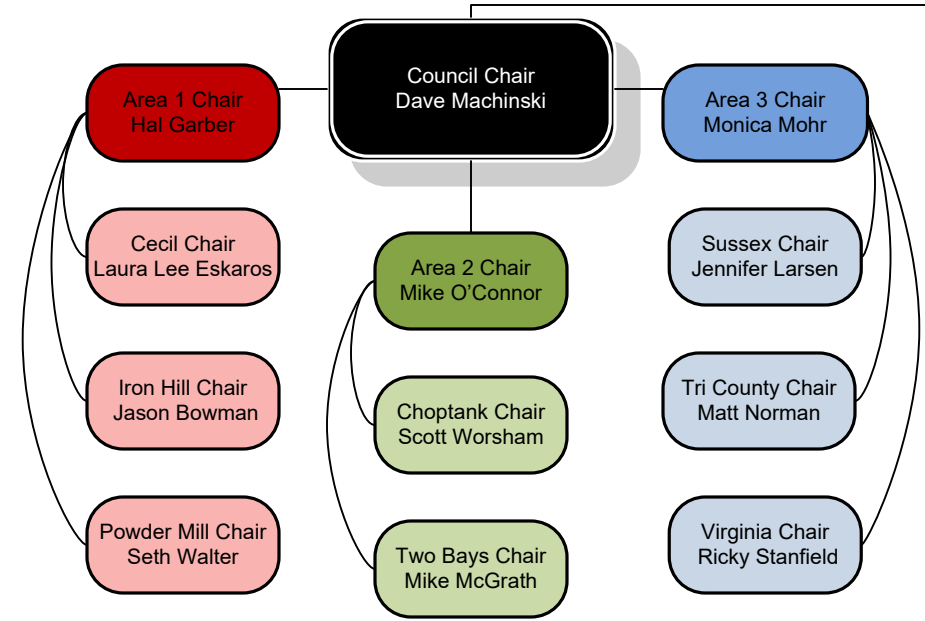 Council Chair
Dave Machinski
Area 1 Chair
Hal Garber
Area 3 Chair
Monica Mohr
Cecil Chair
Laura Lee Eskaros
Sussex Chair
Jennifer Larsen
Area 2 Chair
Mike O’Connor
Iron Hill Chair
Jason Bowman
Tri County Chair
Matt Norman
Choptank Chair
Scott Worsham
Powder Mill Chair
Seth Walter
Virginia Chair
Ricky Stanfield
Two Bays Chair
Mike McGrath